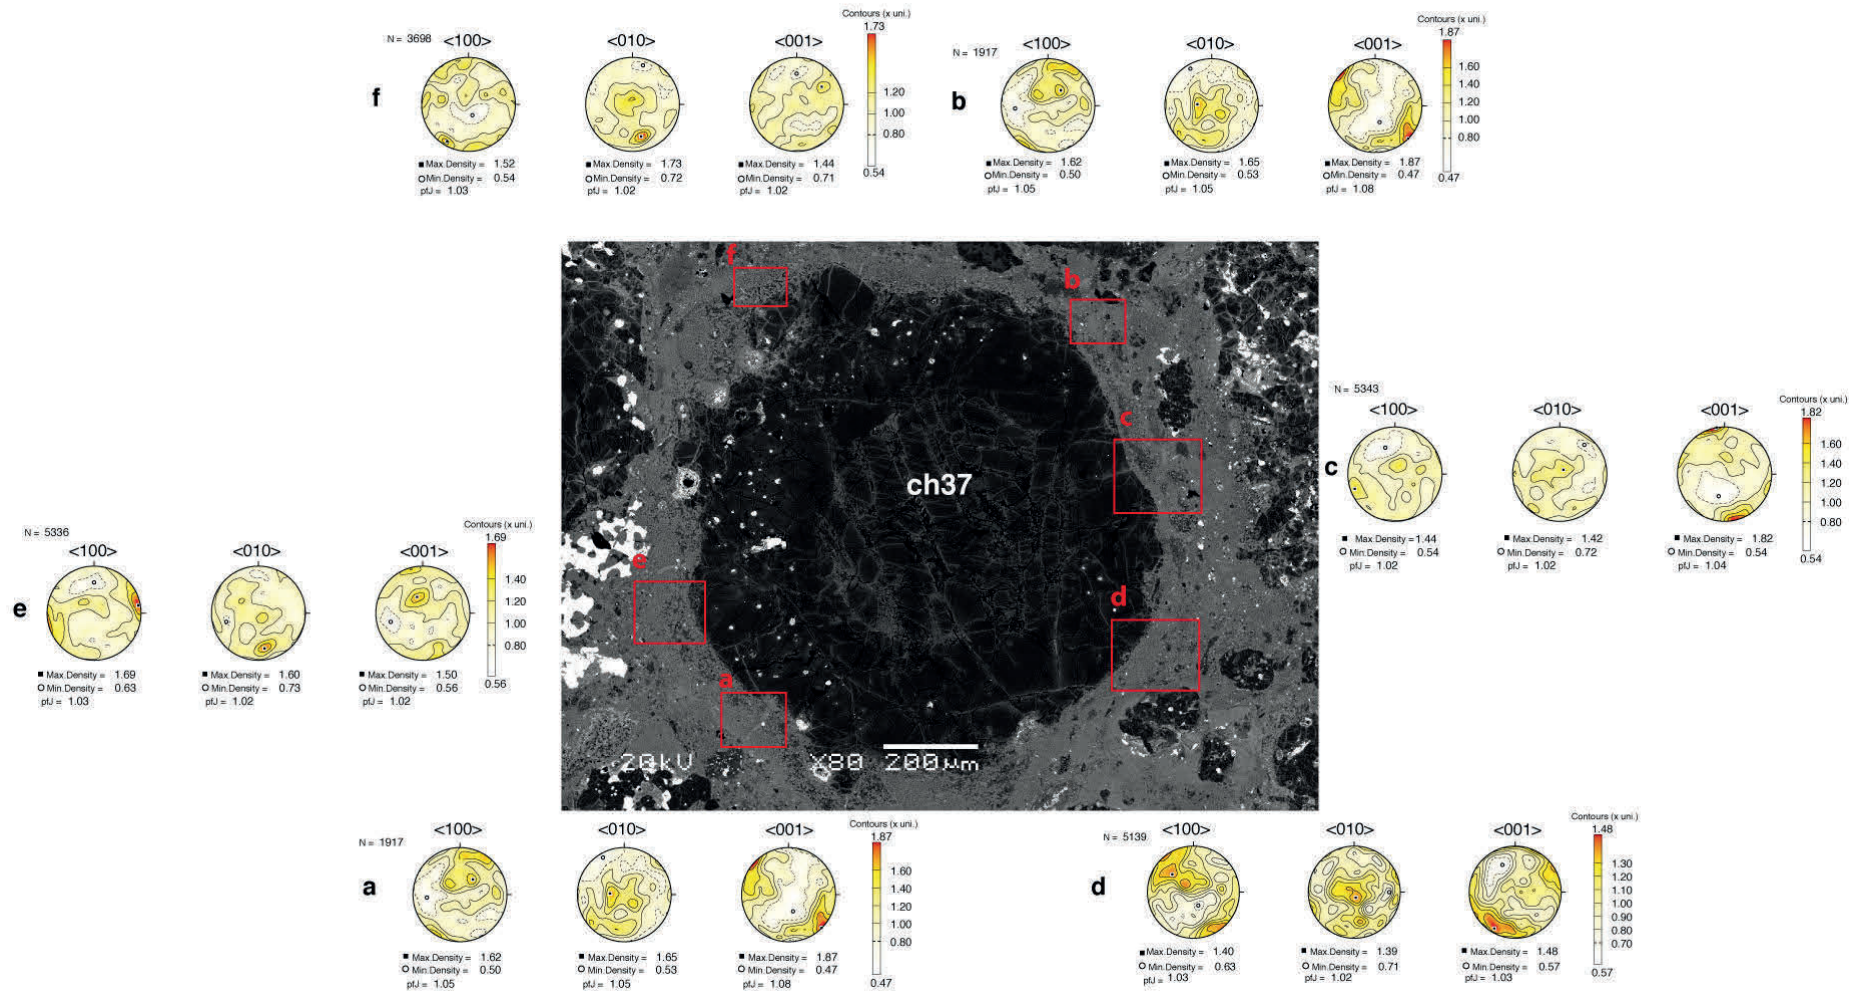 Contours (x uni.)
1.73
N = 3698
<100>
<010>
<001>
f
1.20
1.00
0.80
0.54
■ Max.Density = 1.52
○ Min.Density = 0.54
pfJ = 1.03
■ Max.Density = 1.73
○ Min.Density = 0.72
pfJ = 1.02
■ Max.Density = 1.44
○ Min.Density = 0.71
pfJ = 1.02
Contours (x uni.)
1.87
N = 1917
<100>
<010>
<001>
b
1.60
1.40
1.20
1.00
0.80
0.47
■ Max.Density = 1.62
○ Min.Density = 0.50
pfJ = 1.05
■ Max.Density = 1.65
○ Min.Density = 0.53
pfJ = 1.05
■ Max.Density = 1.87
○ Min.Density = 0.47
pfJ = 1.08
f
b
c
ch37
e
d
a
20kV X80 200µm
N = 5343
Contours (x uni.)
1.82
<100>
<010>
<001>
c
1.60
1.40
1.20
1.00
0.80
0.54
■ Max.Density = 1.44
○ Min.Density = 0.54
pfJ = 1.02
■ Max.Density = 1.42
○ Min.Density = 0.72
pfJ = 1.02
■ Max.Density = 1.82
○ Min.Density = 0.54
pfJ = 1.04
Contours (x uni.)
1.69
N = 5336
<100>
<010>
<001>
e
1.40
1.20
1.00
0.80
0.56
■ Max.Density = 1.69
○ Min.Density = 0.63
pfJ = 1.03
■ Max.Density = 1.60
○ Min.Density = 0.73
pfJ = 1.02
■ Max.Density = 1.50
○ Min.Density = 0.56
pfJ = 1.02
Contours (x uni.)
1.87
N = 1917
<100>
<010>
<001>
a
1.60
1.40
1.20
1.00
0.80
0.47
■ Max.Density = 1.62
○ Min.Density = 0.50
pfJ = 1.05
■ Max.Density = 1.65
○ Min.Density = 0.53
pfJ = 1.05
■ Max.Density = 1.87
○ Min.Density = 0.47
pfJ = 1.08
Contours (x uni.)
1.48
N = 5139
<100>
<010>
<001>
d
1.30
1.20
1.10
1.00
0.90
0.80
0.70
0.57
■ Max.Density = 1.40
○ Min.Density = 0.63
pfJ = 1.03
■ Max.Density = 1.39
○ Min.Density = 0.71
pfJ = 1.02
■ Max.Density = 1.48
○ Min.Density = 0.57
pfJ = 1.03